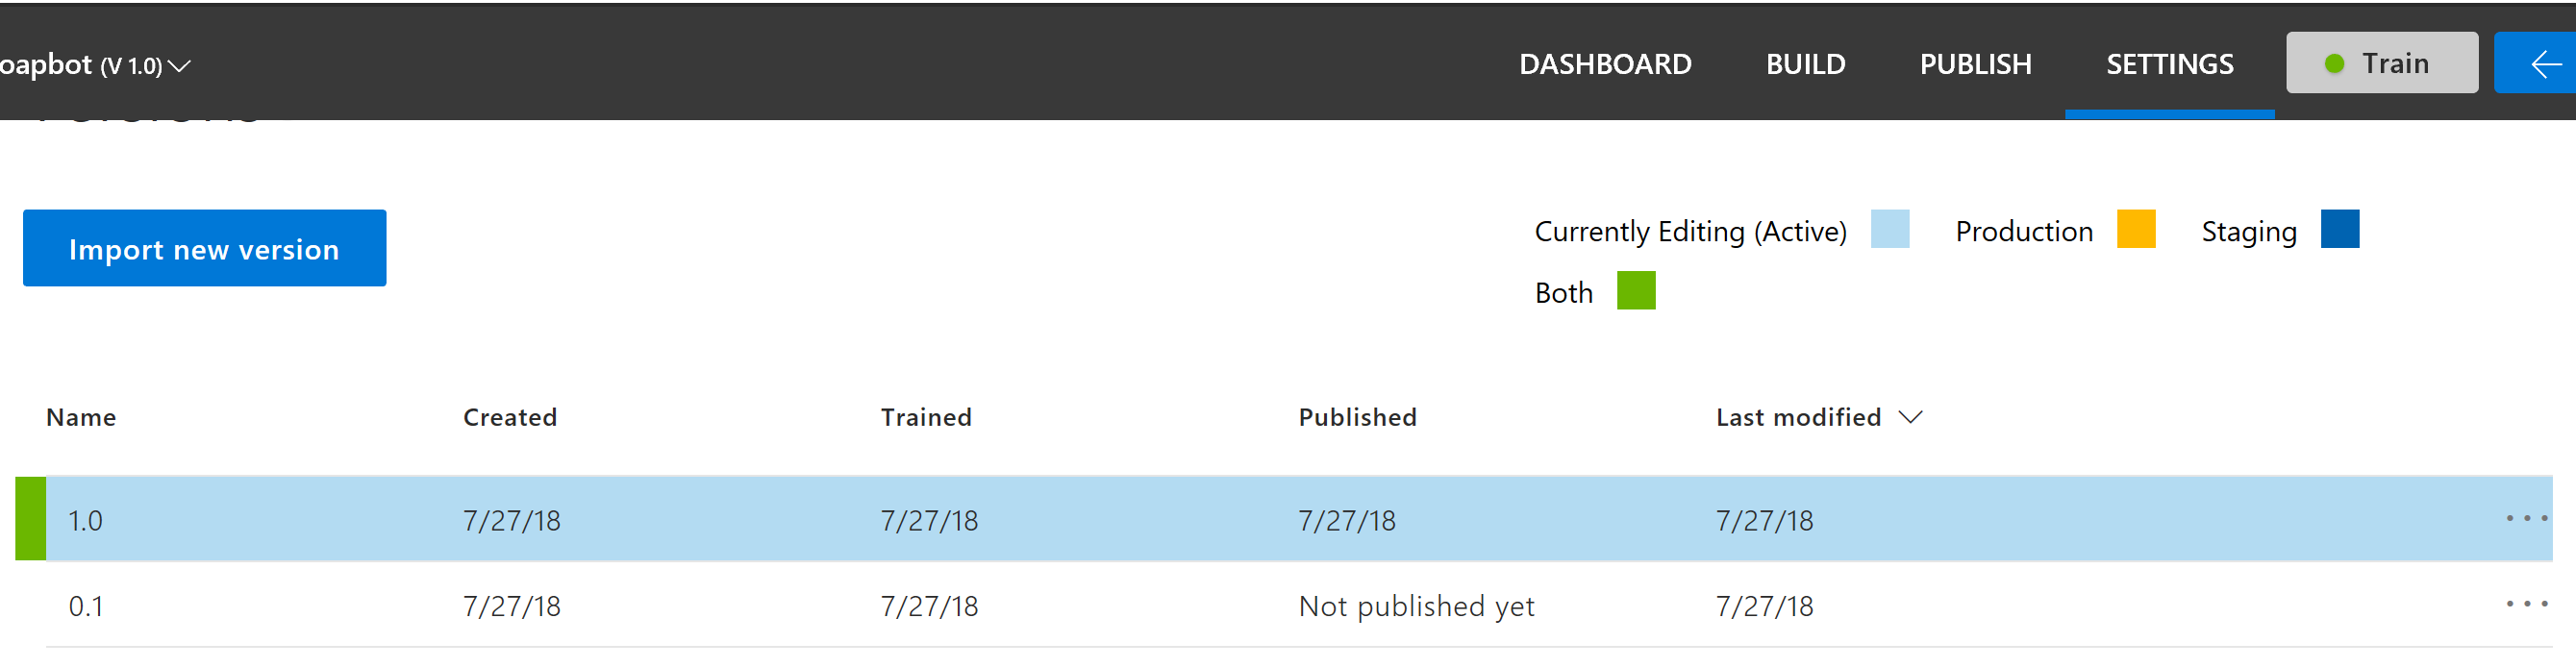 oapbot (V 1.0) DASHBOARD BUILD PUBLISH SETTINGS Train
Import new version
Currently Editing (Active) Production Staging
Both
Name Created Trained Published Last modified
1.0 7/27/18 7/27/18 7/27/18 7/27/18 ...
0.1 7/27/18 7/27/18 Not published yet 7/27/18 ...